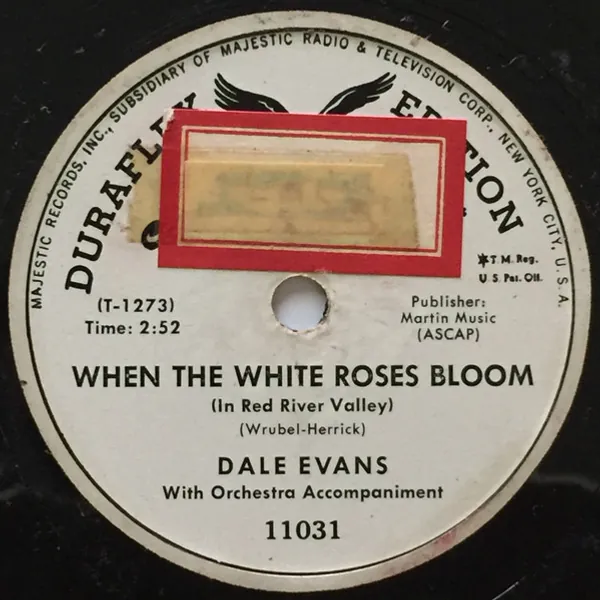 MAJESTIC RECORDS, INC., SUBSIDIARY OF MAJESTIC RADIO & TELEVISION CORP., NEW YORK CITY, U.S.A.
DURAFLEX EDITION
*T M. Reg.
U. S. Pat. Off.
(T-1273)
Time: 2:52
Publisher:
Martin Music
(ASCAP)
WHEN THE WHITE ROSES BLOOM
(In Red River Valley)
(Wrubel-Herrick)
DALE EVANS
With Orchestra Accompaniment
11031